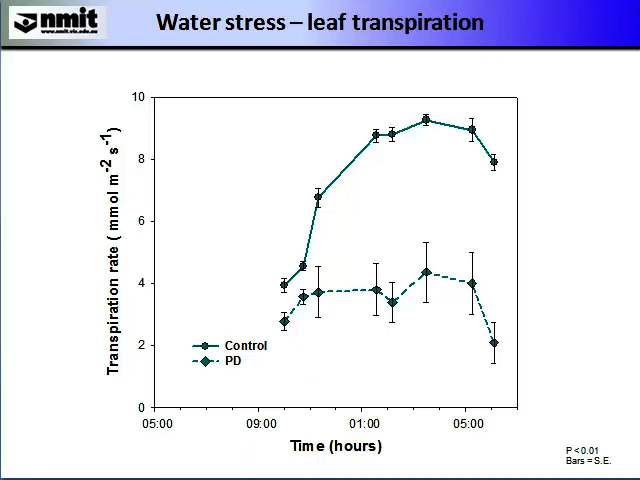 nmit
www.nmit.vic.edu.au
Water stress – leaf transpiration
Transpiration rate ( mmol m-2 s-1)
10
8
6
4
2
0
Control
PD
05:00
09:00
01:00
05:00
Time (hours)
P < 0.01
Bars = S.E.